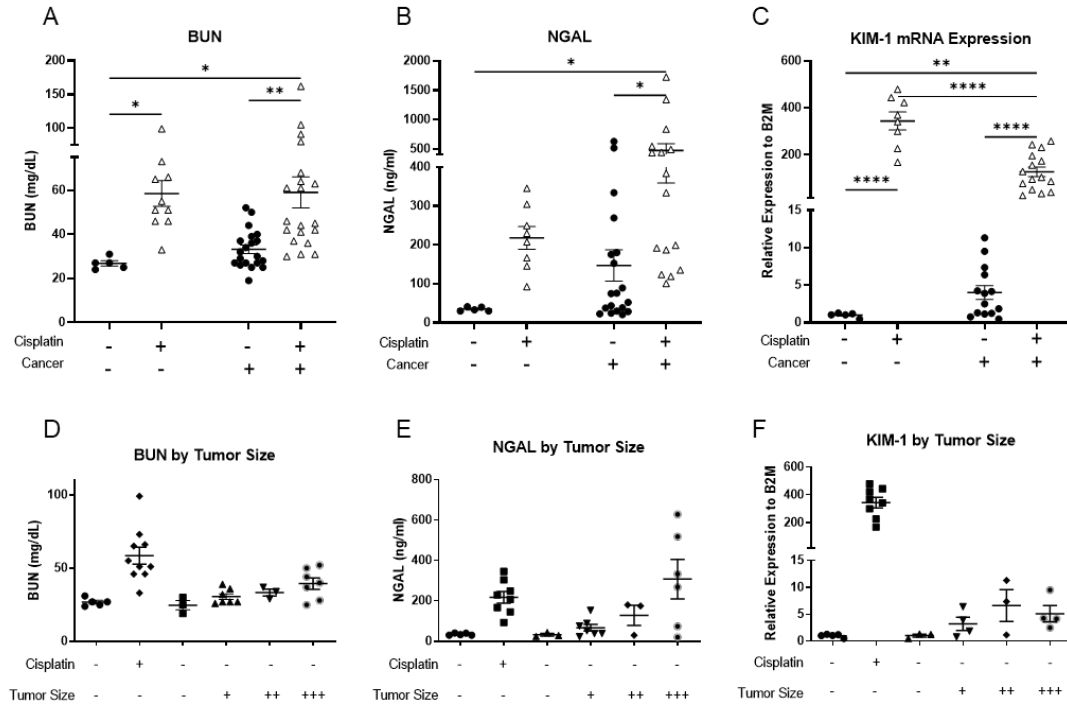 A
BUN
BUN (mg/dL)
200
150
100
60
40
20
0
*
*
**
Cisplatin - + - +
Cancer - - + +
B
NGAL
NGAL (ng/ml)
2000
1500
1000
500
400
300
200
100
0
*
*
Cisplatin - + - +
Cancer - - + +
C
KIM-1 mRNA Expression
Relative Expression to B2M
600
400
200
15
10
5
0
**
****
****
****
Cisplatin - + - +
Cancer - - + +
D
BUN by Tumor Size
BUN (mg/dL)
100
50
0
Cisplatin - + - - - -
Tumor Size - - - + ++ +++
E
NGAL by Tumor Size
NGAL (ng/ml)
800
600
400
200
0
Cisplatin - + - - - -
Tumor Size - - - + ++ +++
F
KIM-1 by Tumor Size
Relative Expression to B2M
600
400
200
15
10
5
0
Cisplatin - + - - - -
Tumor Size - - - + ++ +++